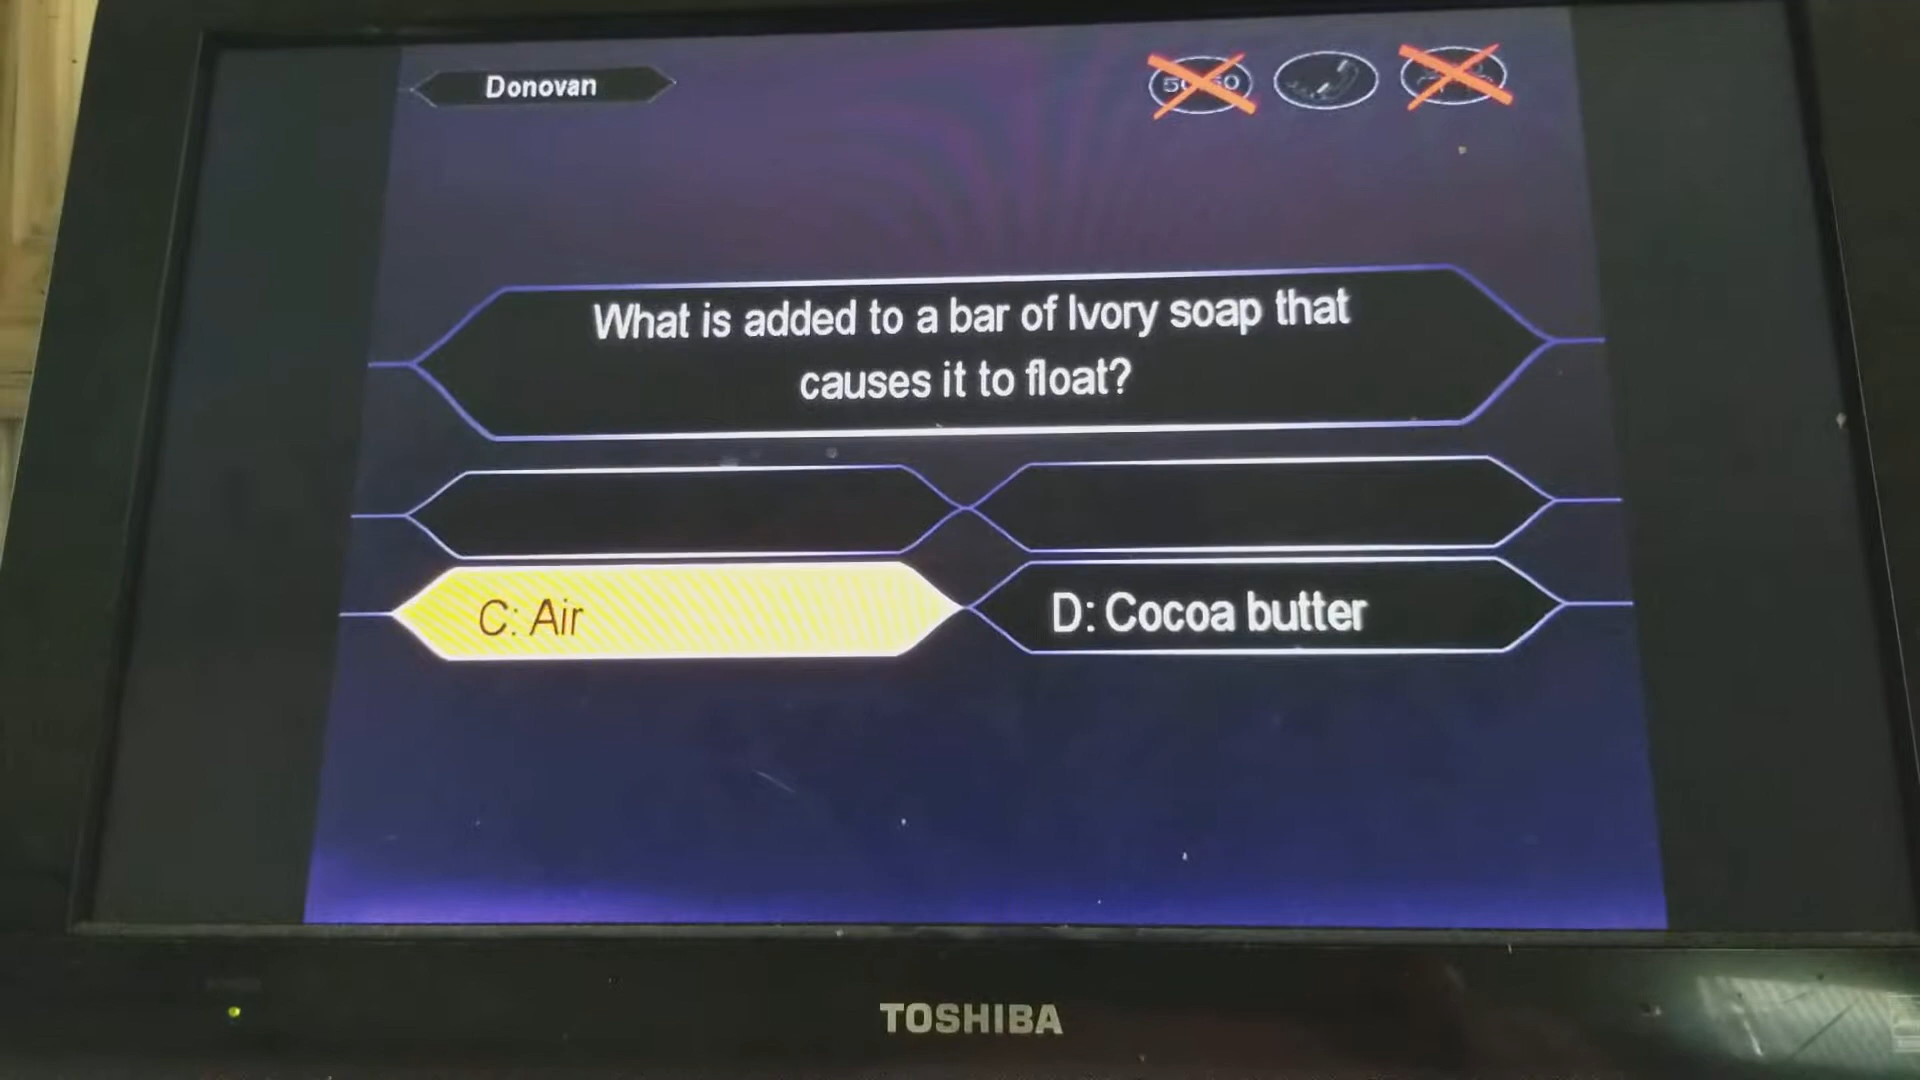 Donovan
What is added to a bar of Ivory soap that
causes it to float?
C: Air
D: Cocoa butter
TOSHIBA